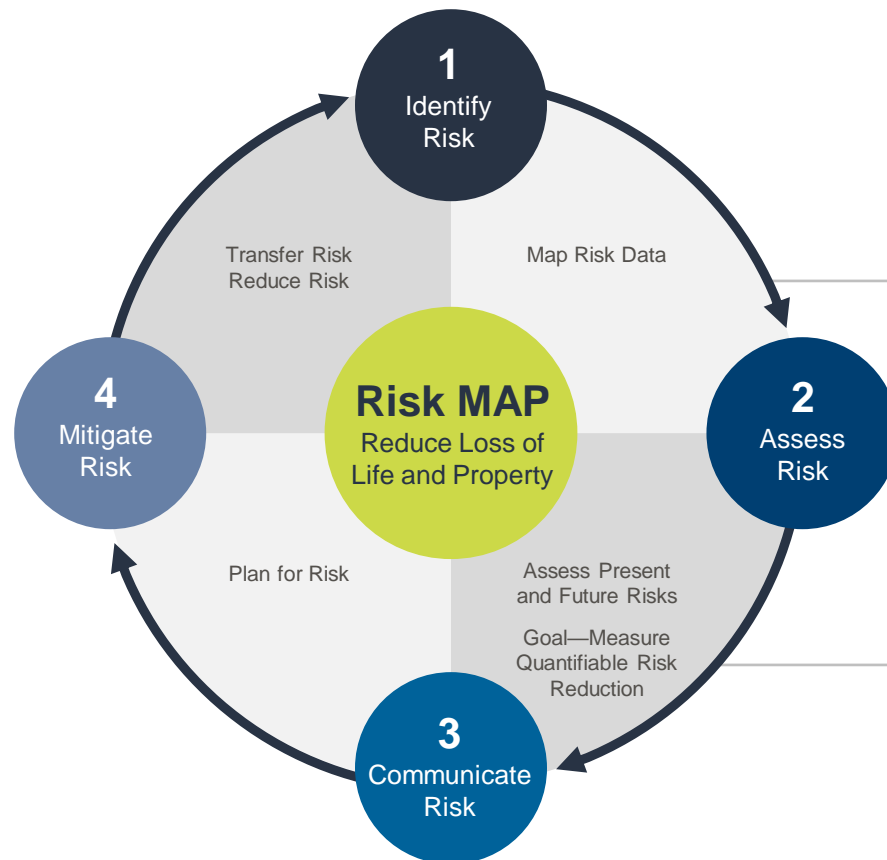 1
Identify
Risk
Transfer Risk
Reduce Risk
Map Risk Data
4
Mitigate
Risk
Risk MAP
Reduce Loss of
Life and Property
2
Assess
Risk
Plan for Risk
Assess Present
and Future Risks
Goal—Measure
Quantifiable Risk
Reduction
3
Communicate
Risk